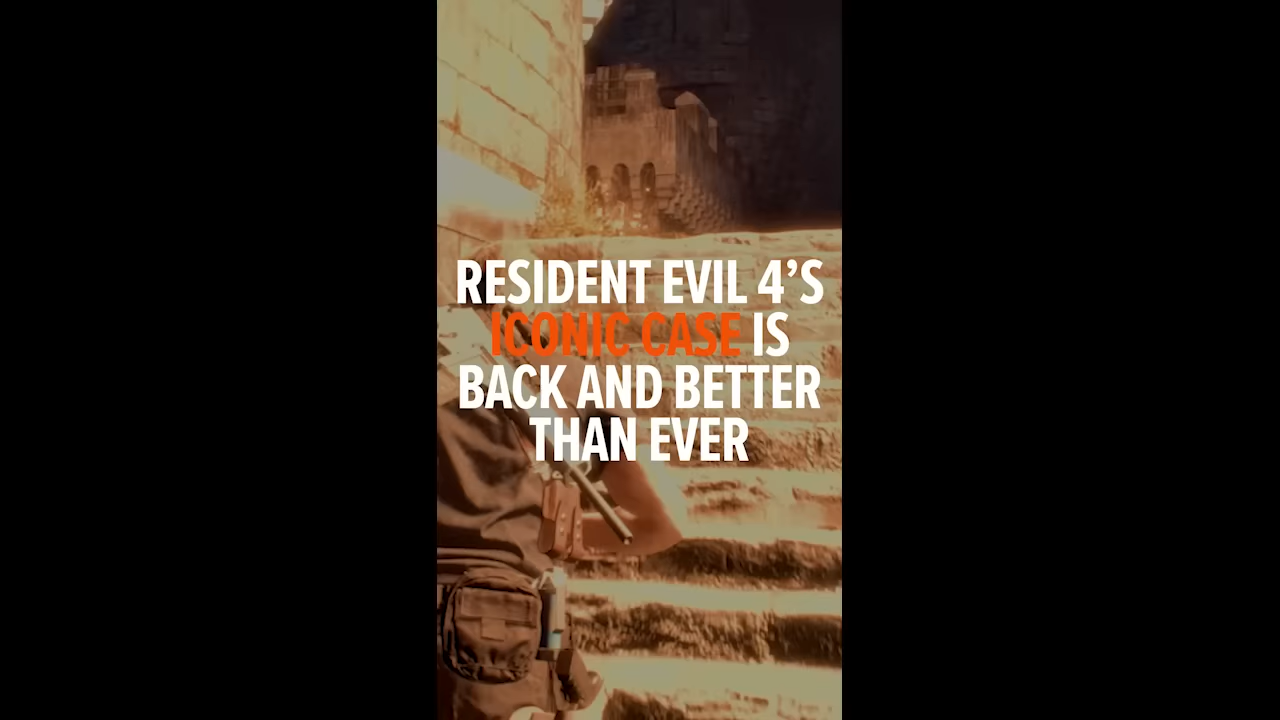 RESIDENT EVIL 4’S
ICONIC CASE IS
BACK AND BETTER
THAN EVER